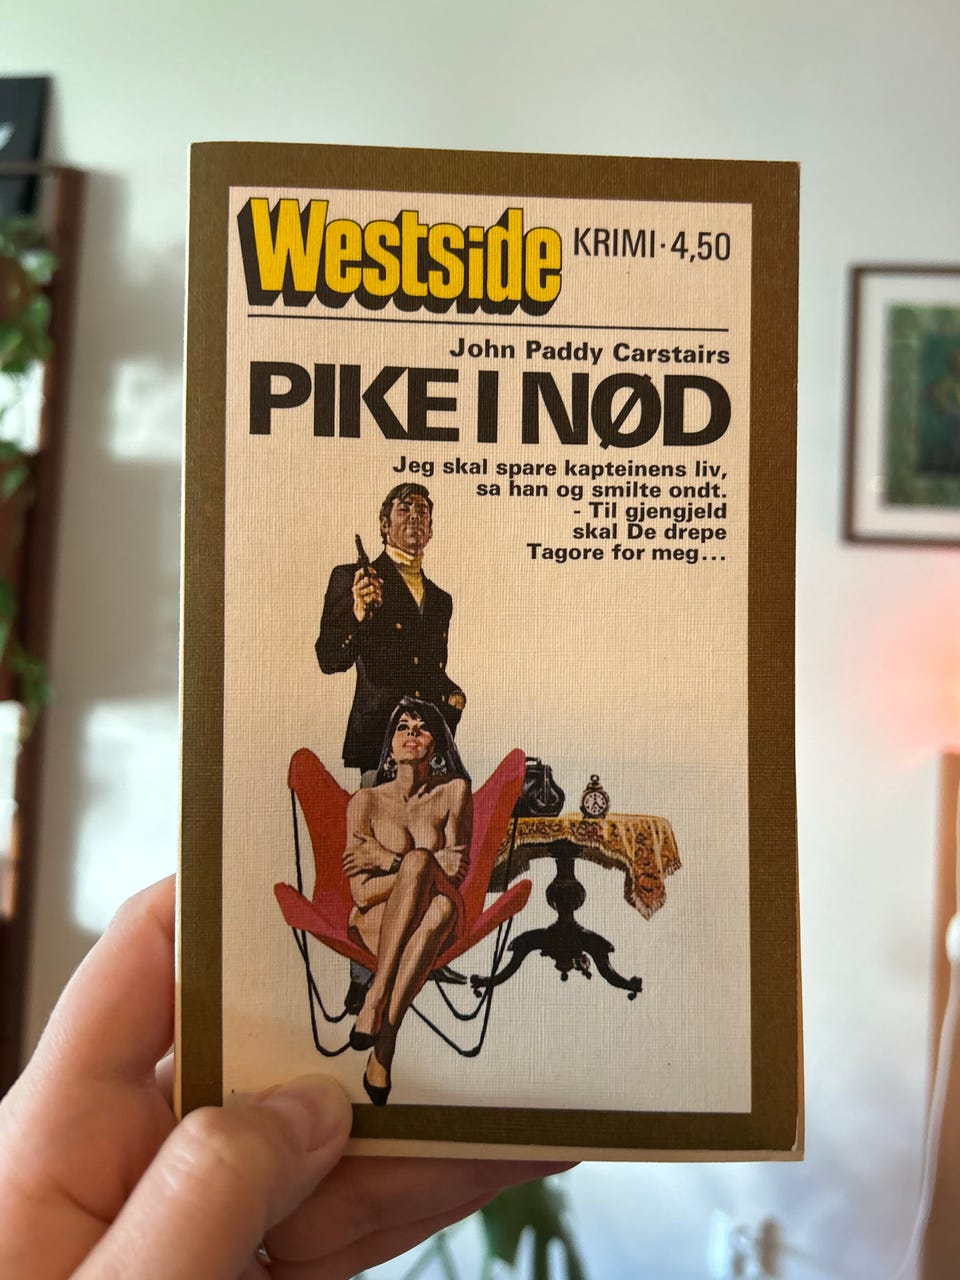 Westside
KRIMI · 4,50
John Paddy Carstairs
PIKE I NØD
Jeg skal spare kapteinens liv,
sa han og smilte ondt.
- Til gjengjeld
skal De drepe
Tagore for meg...